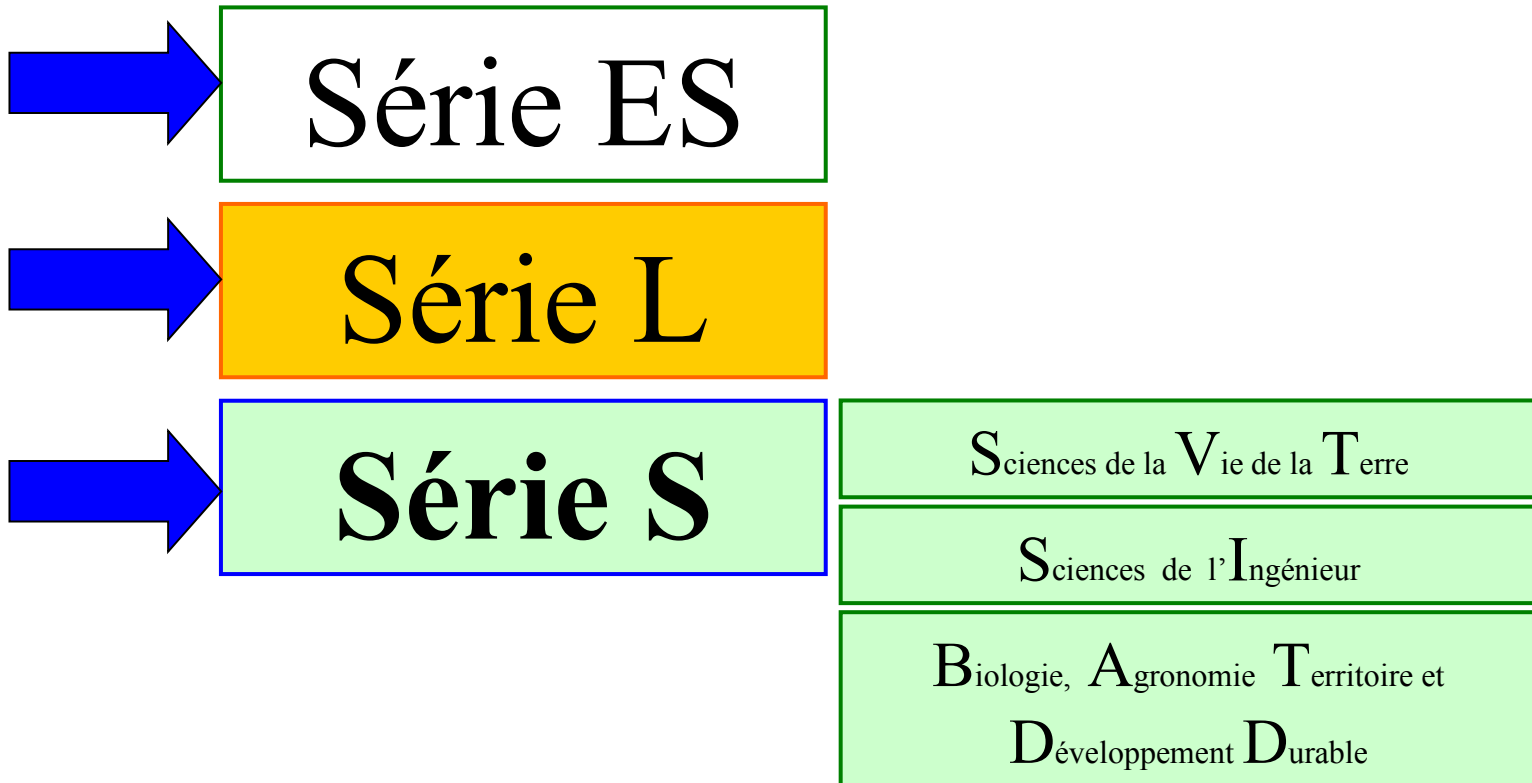 Série ES
Série L
Série S
Sciences de la Vie de la Terre
Sciences de l’Ingénieur
Biologie, Agronomie Territoire et
Développement Durable